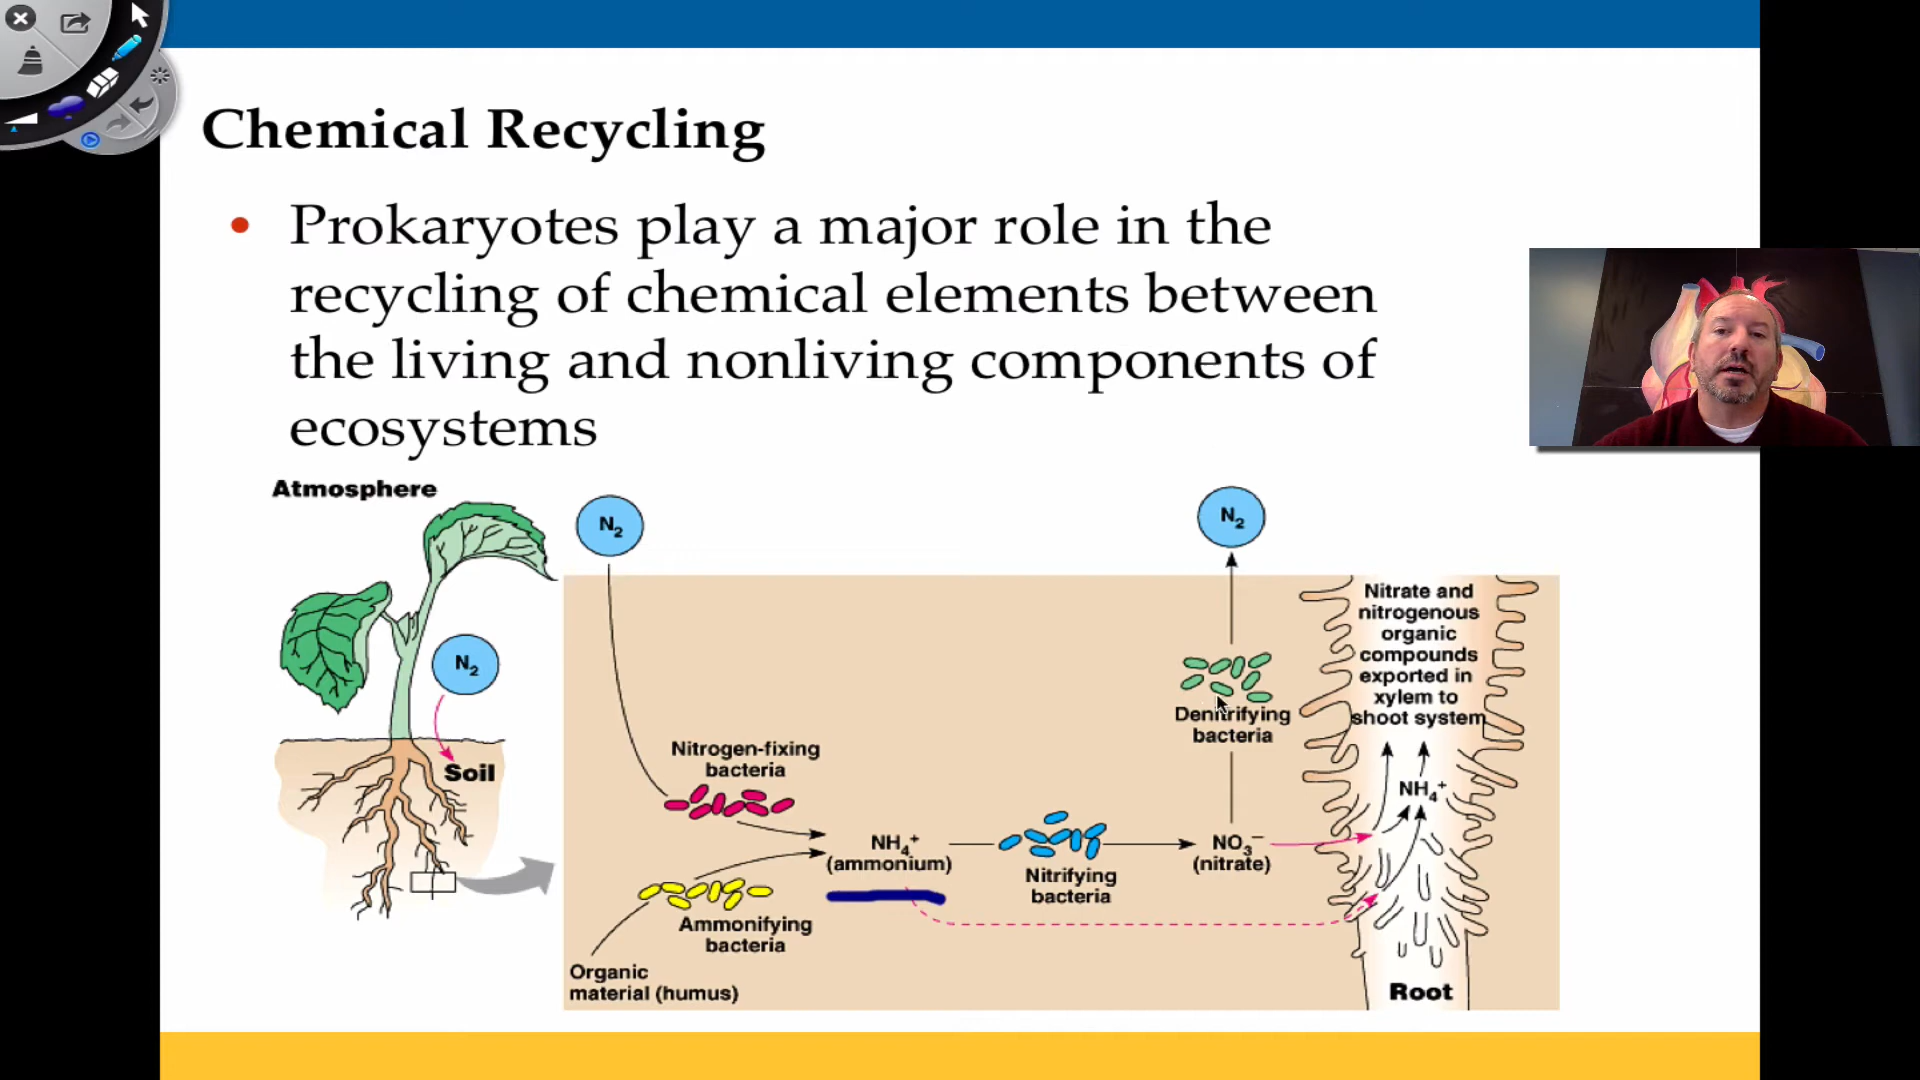 Chemical Recycling
• Prokaryotes play a major role in the
recycling of chemical elements between
the living and nonliving components of
ecosystems
Atmosphere
N2
N2
Soil
N2
Nitrogen-fixing
bacteria
Ammonifying
bacteria
Organic
material (humus)
NH4+
(ammonium)
Nitrifying
bacteria
NO3−
(nitrate)
Denitrifying
bacteria
N2
Nitrate and
nitrogenous
organic
compounds
exported in
xylem to
shoot system
NH4+
Root